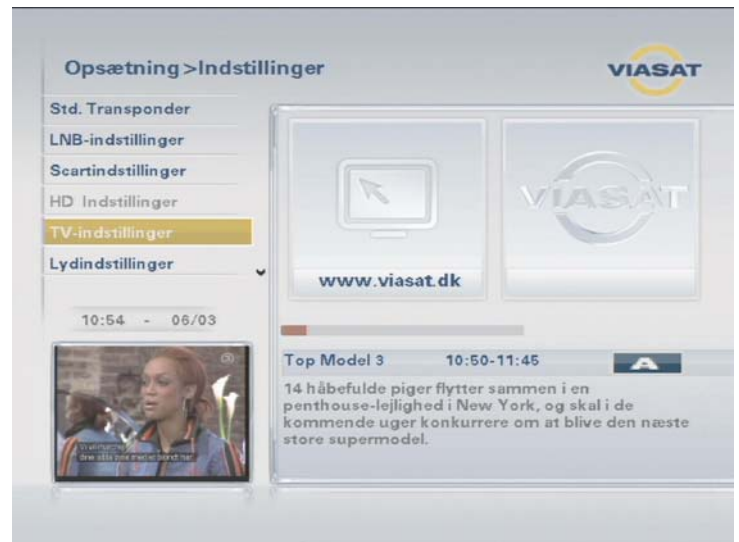 Opsætning>Indstillinger
VIASAT
Std. Transponder
LNB-indstillinger
Scartindstillinger
HD Indstillinger
TV-indstillinger
Lydindstillinger
VIASAT
www.viasat.dk
10:54 - 06/03
Top Model 3 10:50-11:45 A
14 håbefulde piger flytter sammen i en
penthouse-lejlighed i New York, og skal i de
kommende uger konkurrere om at blive den næste
store supermodel.